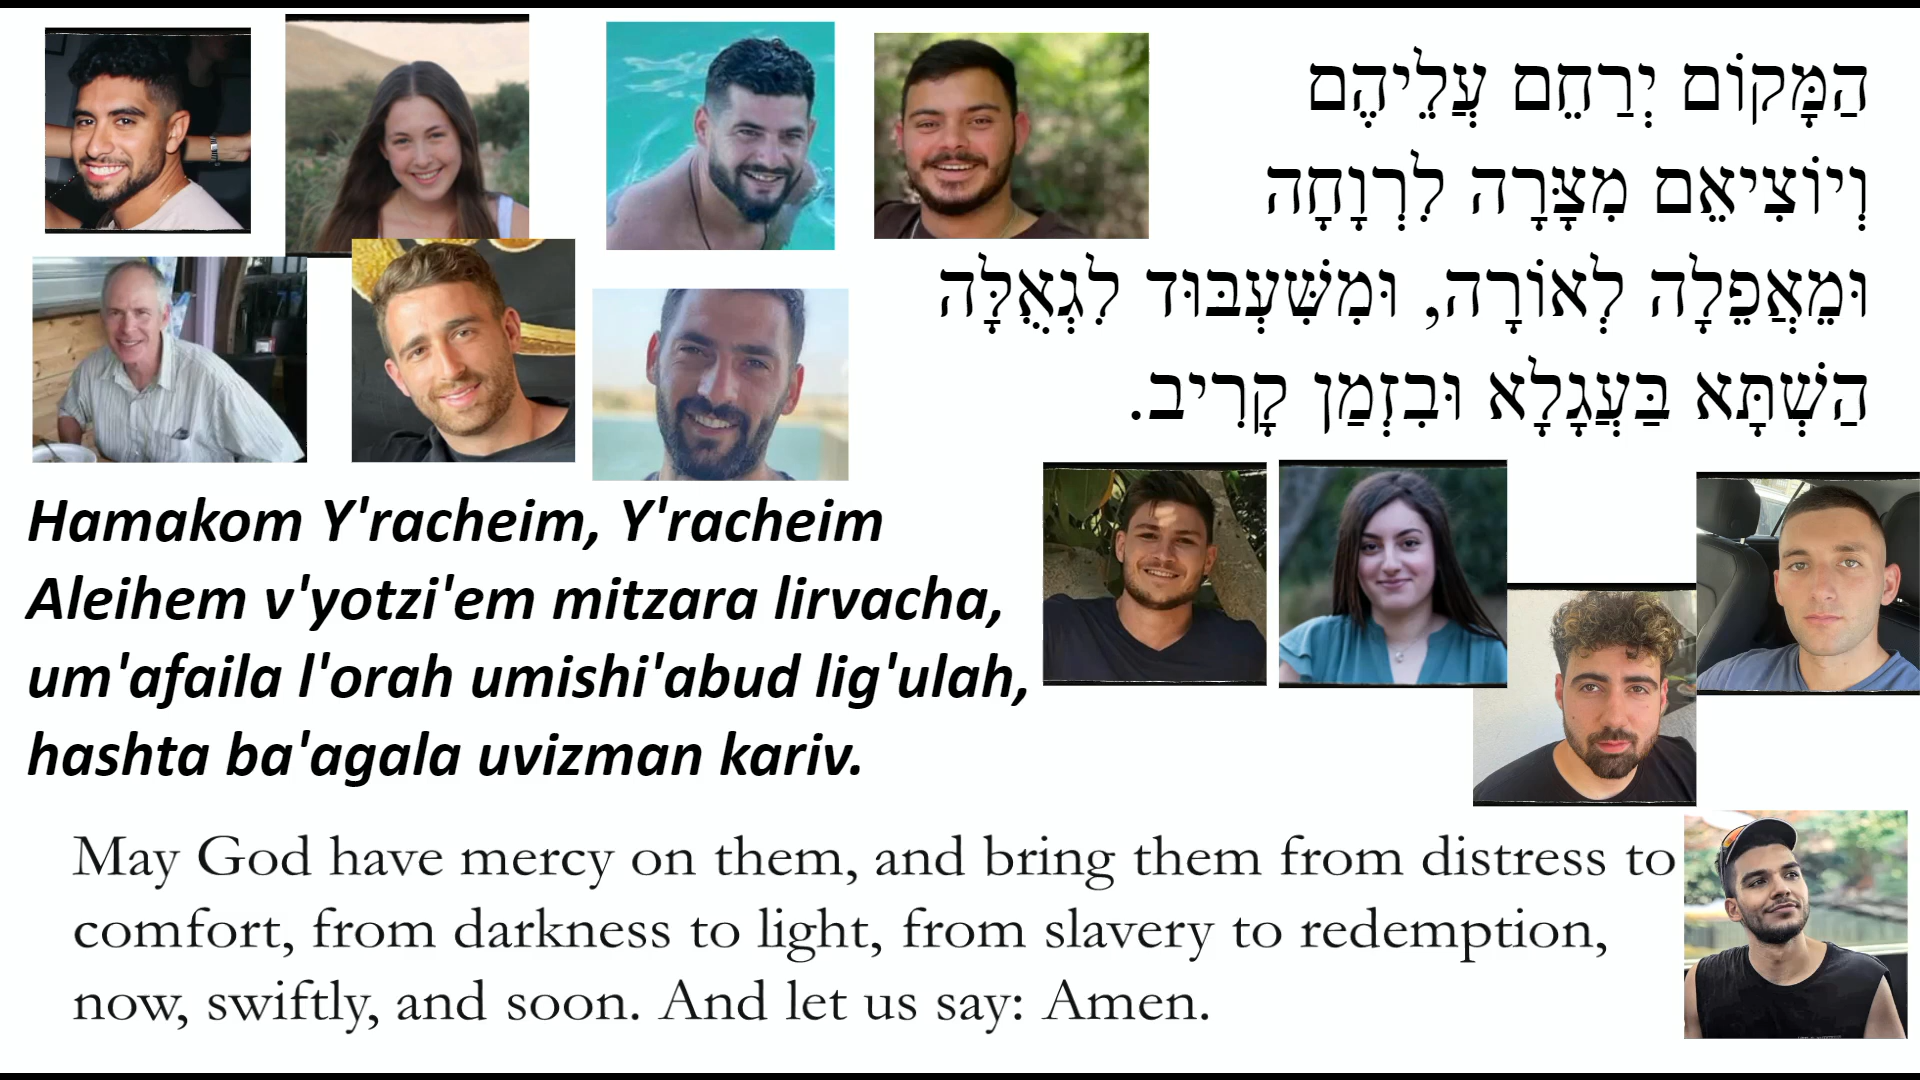 הַמָּקוֹם יְרַחֵם עֲלֵיהֶם
וְיוֹצִיאֵם מִצָּרָה לִרְוָחָה
וּמֵאֲפֵלָה לְאוֹרָה, וּמִשִּׁעְבּוּד לִגְאֻלָּה
הַשְׁתָּא בַּעֲגָלָא וּבִזְמַן קָרִיב.
Hamakom Y'racheim, Y'racheim
Aleihem v'yotzi'em mitzara lirvacha,
um'afaila l'orah umishi'abud lig'ulah,
hashta ba'agala uvizman kariv.
May God have mercy on them, and bring them from distress to
comfort, from darkness to light, from slavery to redemption,
now, swiftly, and soon. And let us say: Amen.